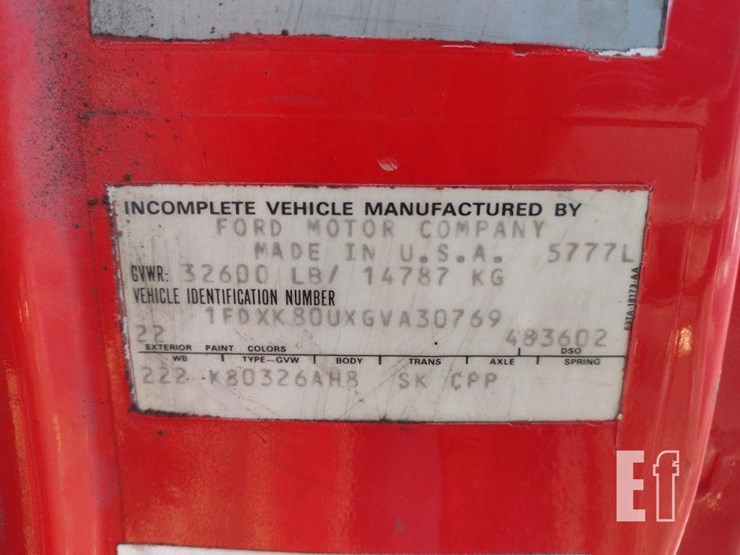 INCOMPLETE VEHICLE MANUFACTURED BY
FORD MOTOR COMPANY
MADE IN U.S.A. 5777L
GVWR: 32600 LB/ 14787 KG
VEHICLE IDENTIFICATION NUMBER
1FDXK80UXGVA30769
22 483602
EXTERIOR PAINT COLORS DSO
WB TYPE—GVW BODY TRANS AXLE SPRING
222 K80326AH8 SK CPP
Ef